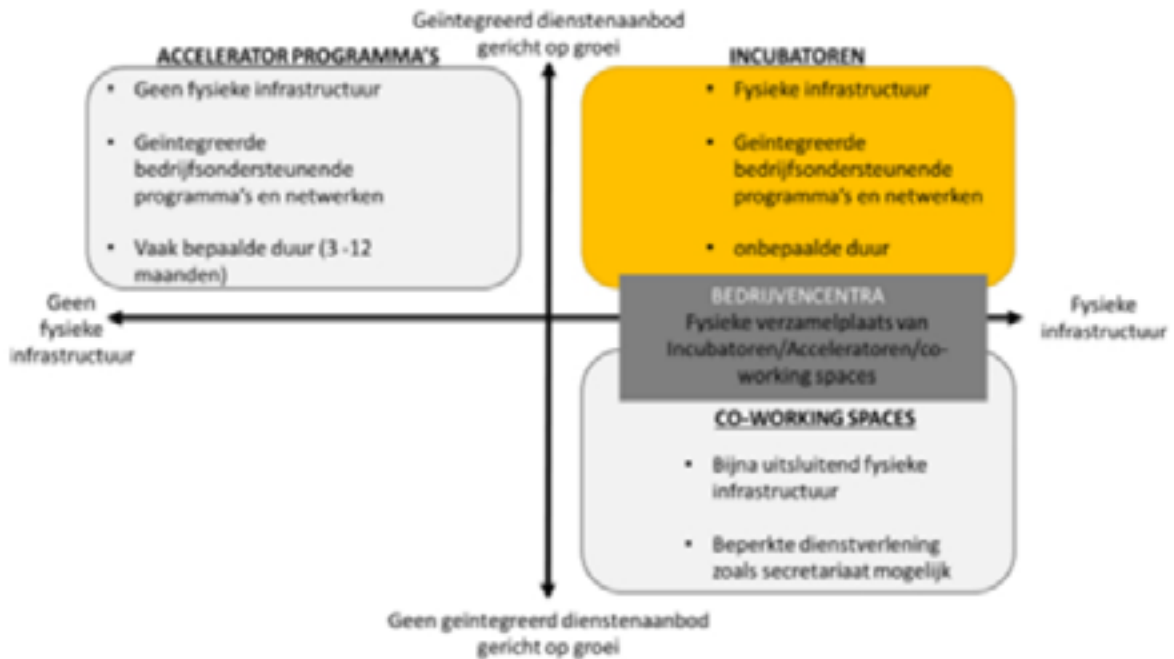 Geïntegreerd dienstenaanbod
gericht op groei
ACCELERATOR PROGRAMMA'S
• Geen fysieke infrastructuur
• Geïntegreerde
bedrijfsondersteunende
programma's en netwerken
• Vaak bepaalde duur (3 -12
maanden)
INCUBATOREN
• Fysieke infrastructuur
• Geïntegreerde
bedrijfsondersteunende
programma's en netwerken
• onbepaalde duur
Geen
fysieke
infrastructuur
BEDRIJVENCENTRA
Fysieke verzamelplaats van
Incubatoren/Acceleratoren/co-
working spaces
Fysieke
infrastructuur
CO-WORKING SPACES
• Bijna uitsluitend fysieke
infrastructuur
• Beperkte dienstverlening
zoals secretariaat mogelijk
Geen geïntegreerd dienstenaanbod
gericht op groei